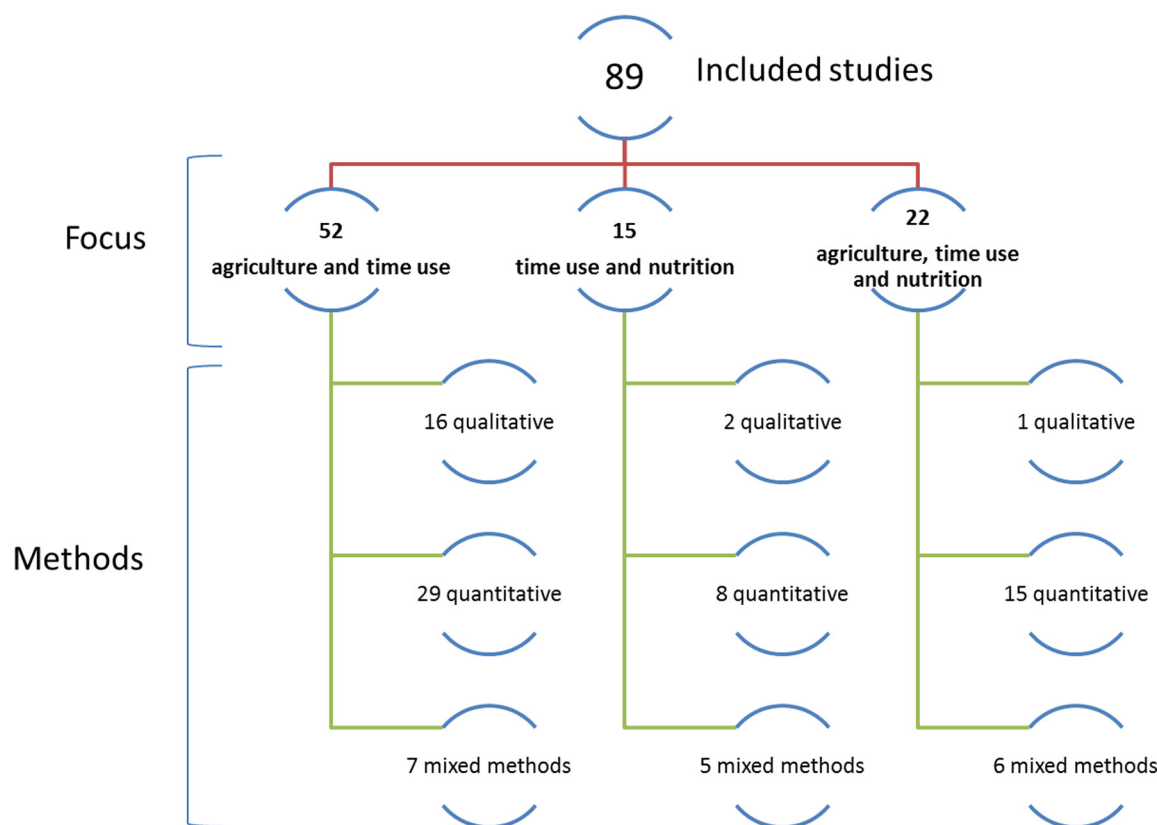 89
Included studies
Focus
52
agriculture and time use
15
time use and nutrition
22
agriculture, time use
and nutrition
Methods
16 qualitative
2 qualitative
1 qualitative
29 quantitative
8 quantitative
15 quantitative
7 mixed methods
5 mixed methods
6 mixed methods